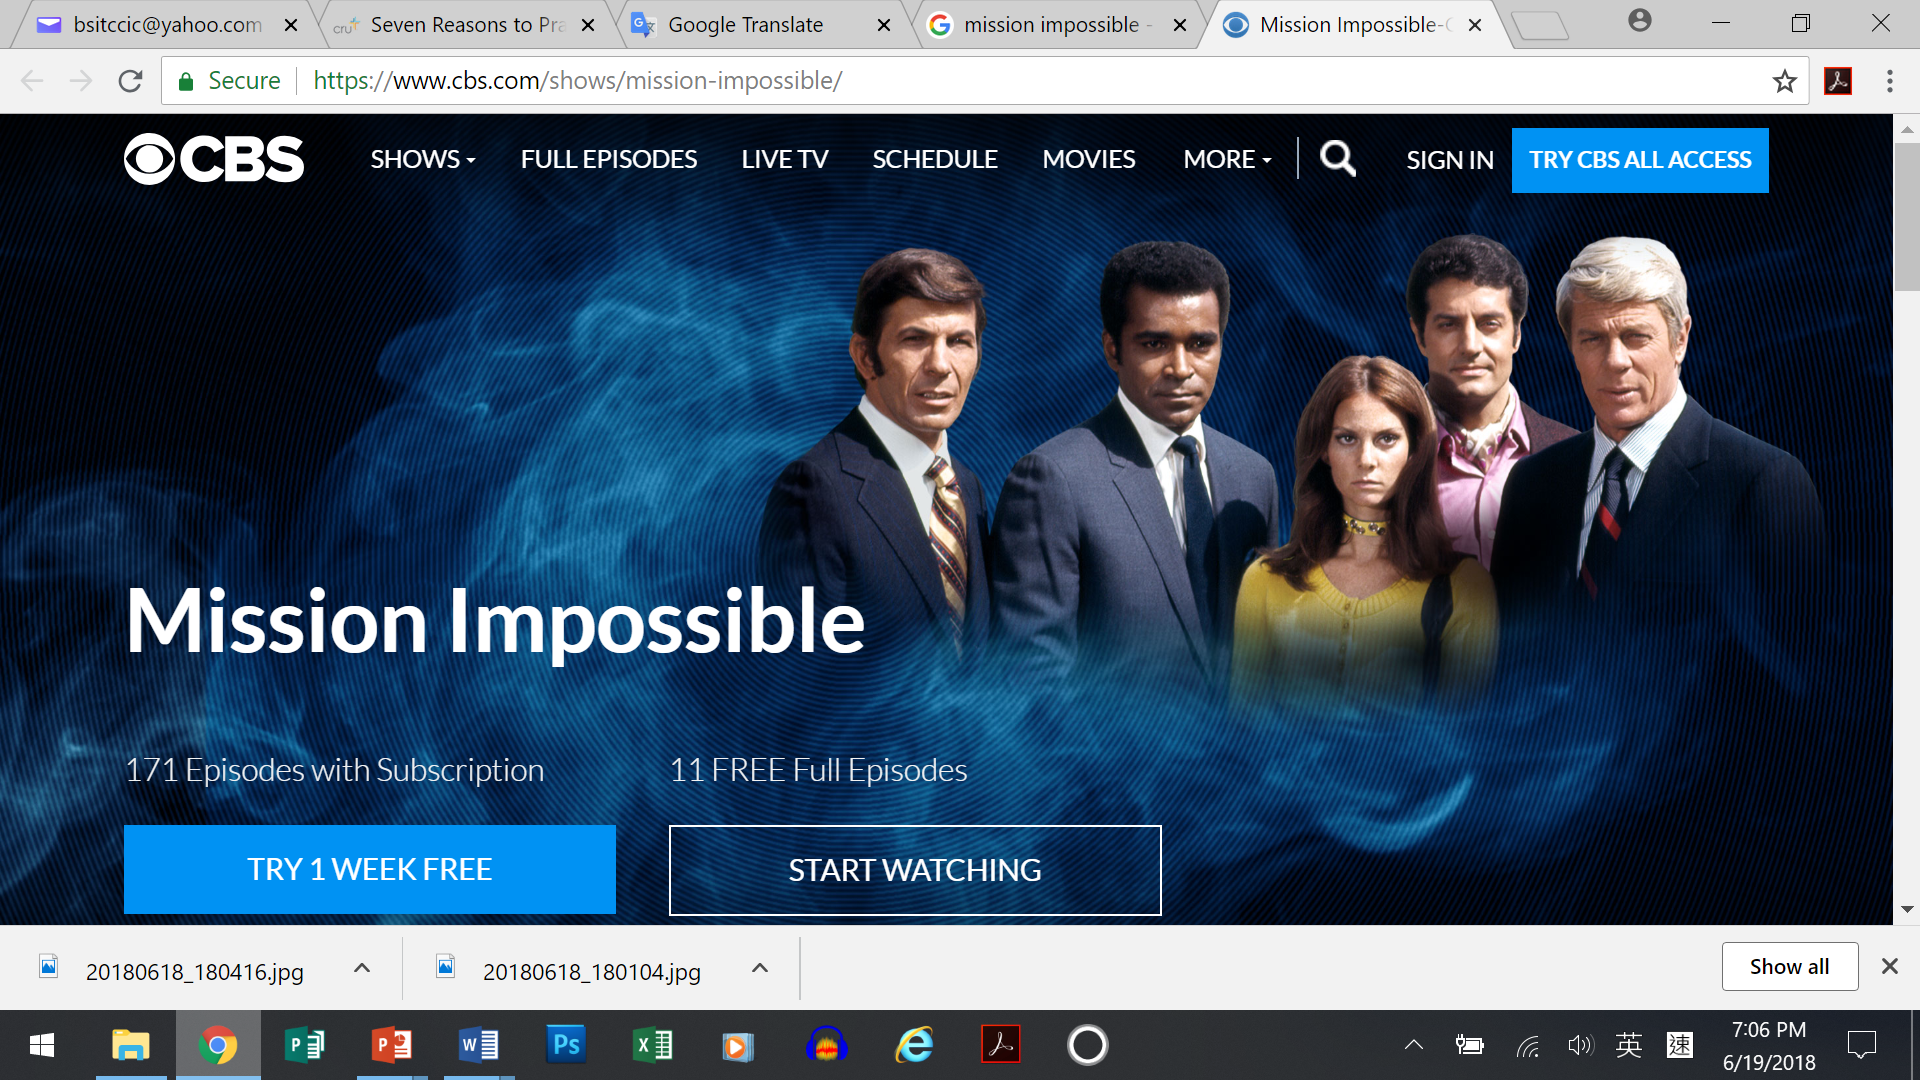 bsitccic@yahoo.com
cru Seven Reasons to Pra
Google Translate
mission impossible -
Mission Impossible-C
Secure
https://www.cbs.com/shows/mission-impossible/
CBS
SHOWS
FULL EPISODES
LIVE TV
SCHEDULE
MOVIES
MORE
SIGN IN
TRY CBS ALL ACCESS
Mission Impossible
171 Episodes with Subscription
11 FREE Full Episodes
TRY 1 WEEK FREE
START WATCHING
20180618_180416.jpg
20180618_180104.jpg
Show all
Ps
英
速
7:06 PM
6/19/2018